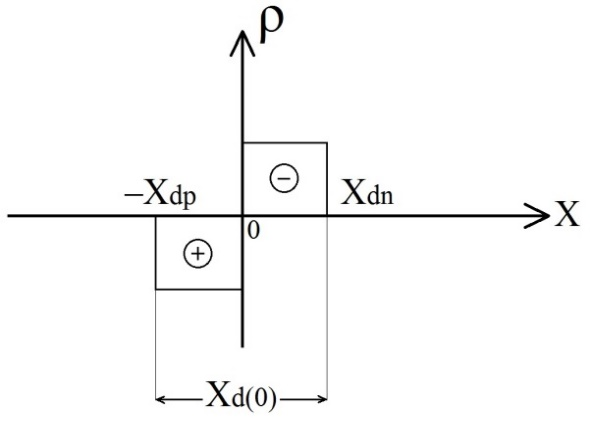 ρ
⊖
−Xdp
Xdn
X
0
⊕
Xd(0)